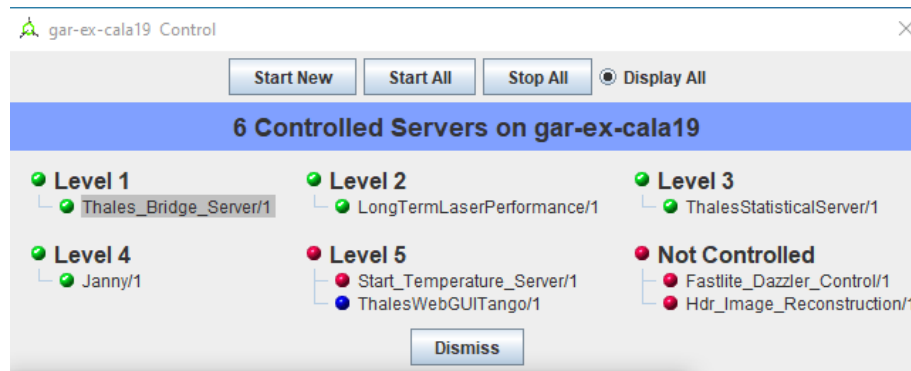 gar-ex-cala19 Control
Start New Start All Stop All Display All
6 Controlled Servers on gar-ex-cala19
Level 1
Thales_Bridge_Server/1
Level 2
LongTermLaserPerformance/1
Level 3
ThalesStatisticalServer/1
Level 4
Janny/1
Level 5
Start_Temperature_Server/1
ThalesWebGUITango/1
Not Controlled
Fastlite_Dazzler_Control/1
Hdr_Image_Reconstruction/1
Dismiss